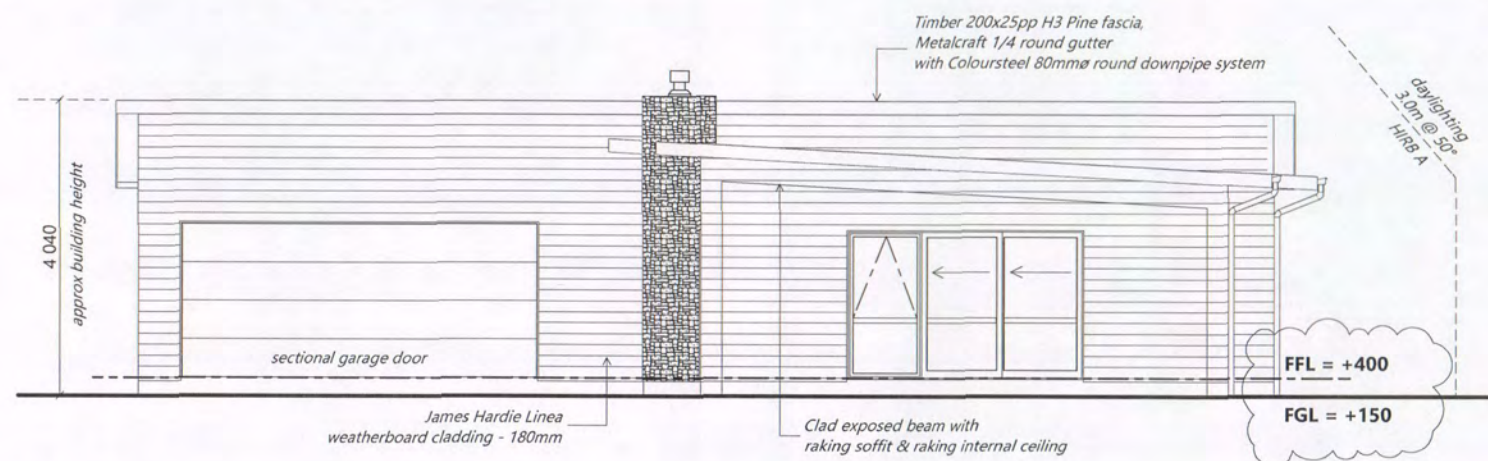 Timber 200x25pp H3 Pine fascia,
Metalcraft 1/4 round gutter
with Coloursteel 80mmø round downpipe system
daylighting
3.0m @ 50°
HIRB A
4 040
approx building height
sectional garage door
FFL = +400
FGL = +150
James Hardie Linea
weatherboard cladding - 180mm
Clad exposed beam with
raking soffit & raking internal ceiling